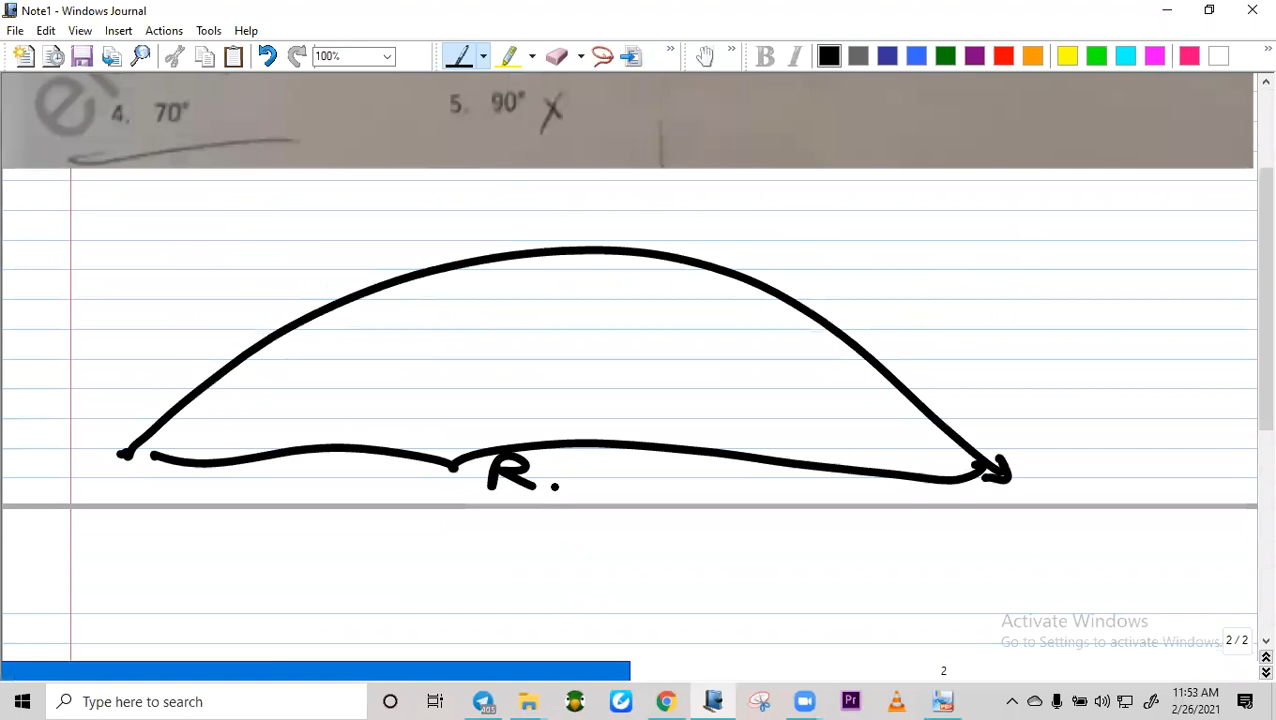 Note1 - Windows Journal
File Edit View Insert Actions Tools Help
100%
B I
4. 70°
5. 90° X
R.
Activate Windows
Go to Settings to activate Windows.
2 / 2
2
Type here to search
Pr
11:53 AM
2/26/2021